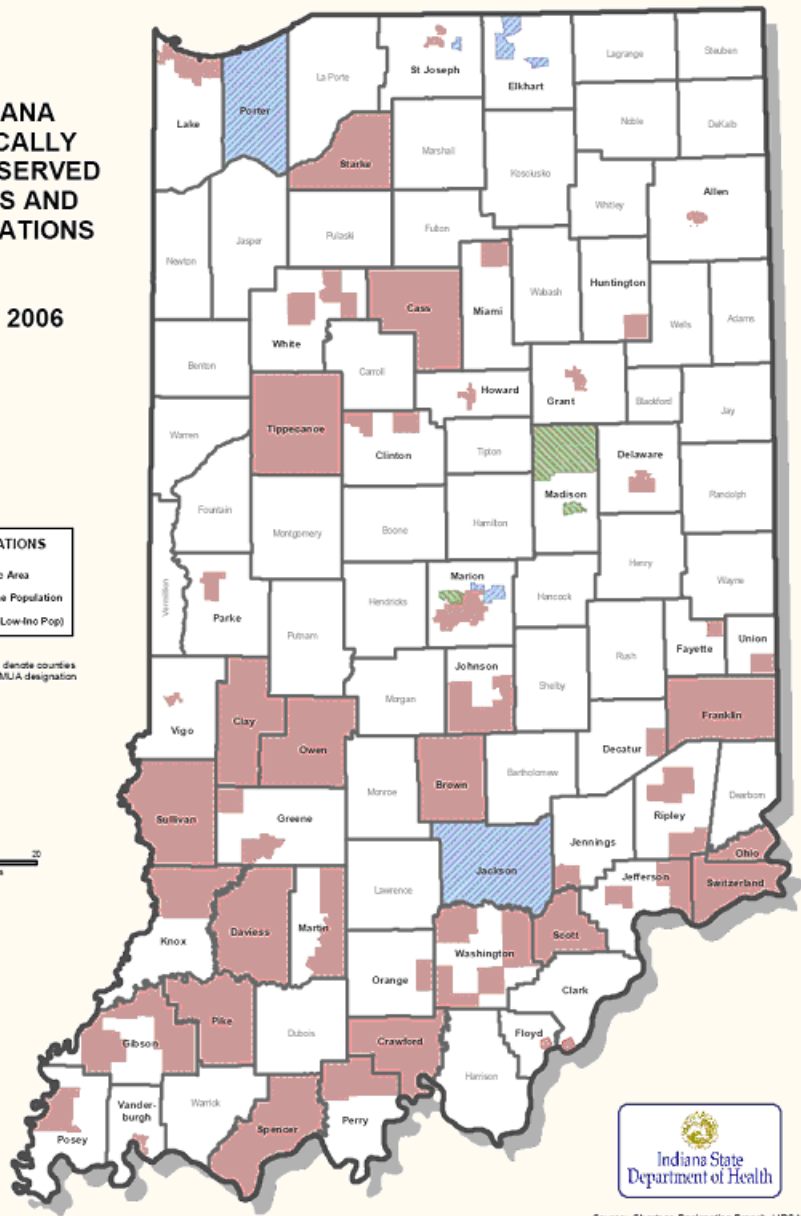 ANA
CALLY
SERVED
S AND
ATIONS
2006
ATIONS
c Area
e Population
Low-Inc Pop)
denote counties
MUA designation
20
Lake
Porter
La Porte
St Joseph
Elkhart
Lagrange
Steuben
Noble
DeKalb
Starke
Marshall
Kosciusko
Whitley
Allen
Newton
Jasper
Pulaski
Fulton
White
Cass
Miami
Wabash
Huntington
Wells
Adams
Benton
Carroll
Howard
Grant
Blackford
Jay
Warren
Tippecanoe
Clinton
Tipton
Madison
Delaware
Randolph
Fountain
Montgomery
Boone
Hamilton
Henry
Wayne
Vermillion
Parke
Putnam
Hendricks
Marion
Hancock
Rush
Fayette
Union
Vigo
Clay
Owen
Morgan
Johnson
Shelby
Decatur
Franklin
Sullivan
Greene
Monroe
Brown
Bartholomew
Jennings
Ripley
Dearborn
Ohio
Switzerland
Jefferson
Jackson
Lawrence
Knox
Daviess
Martin
Orange
Washington
Scott
Clark
Gibson
Pike
Dubois
Crawford
Floyd
Harrison
Posey
Vander-
burgh
Warrick
Spencer
Perry
Indiana State
Department of Health